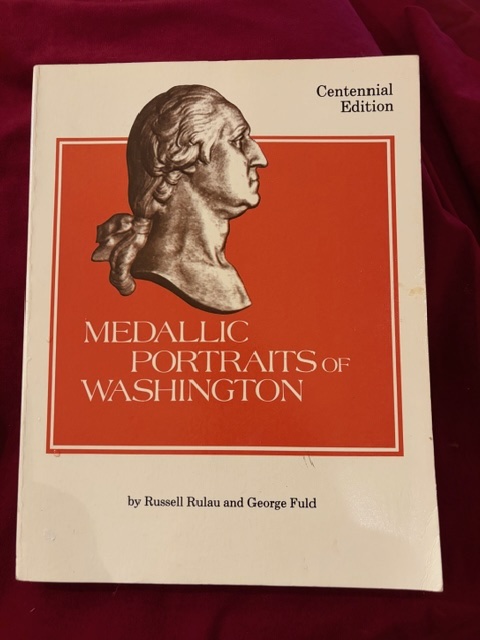 Centennial
Edition
MEDALLIC
PORTRAITS OF
WASHINGTON
by Russell Rulau and George Fuld